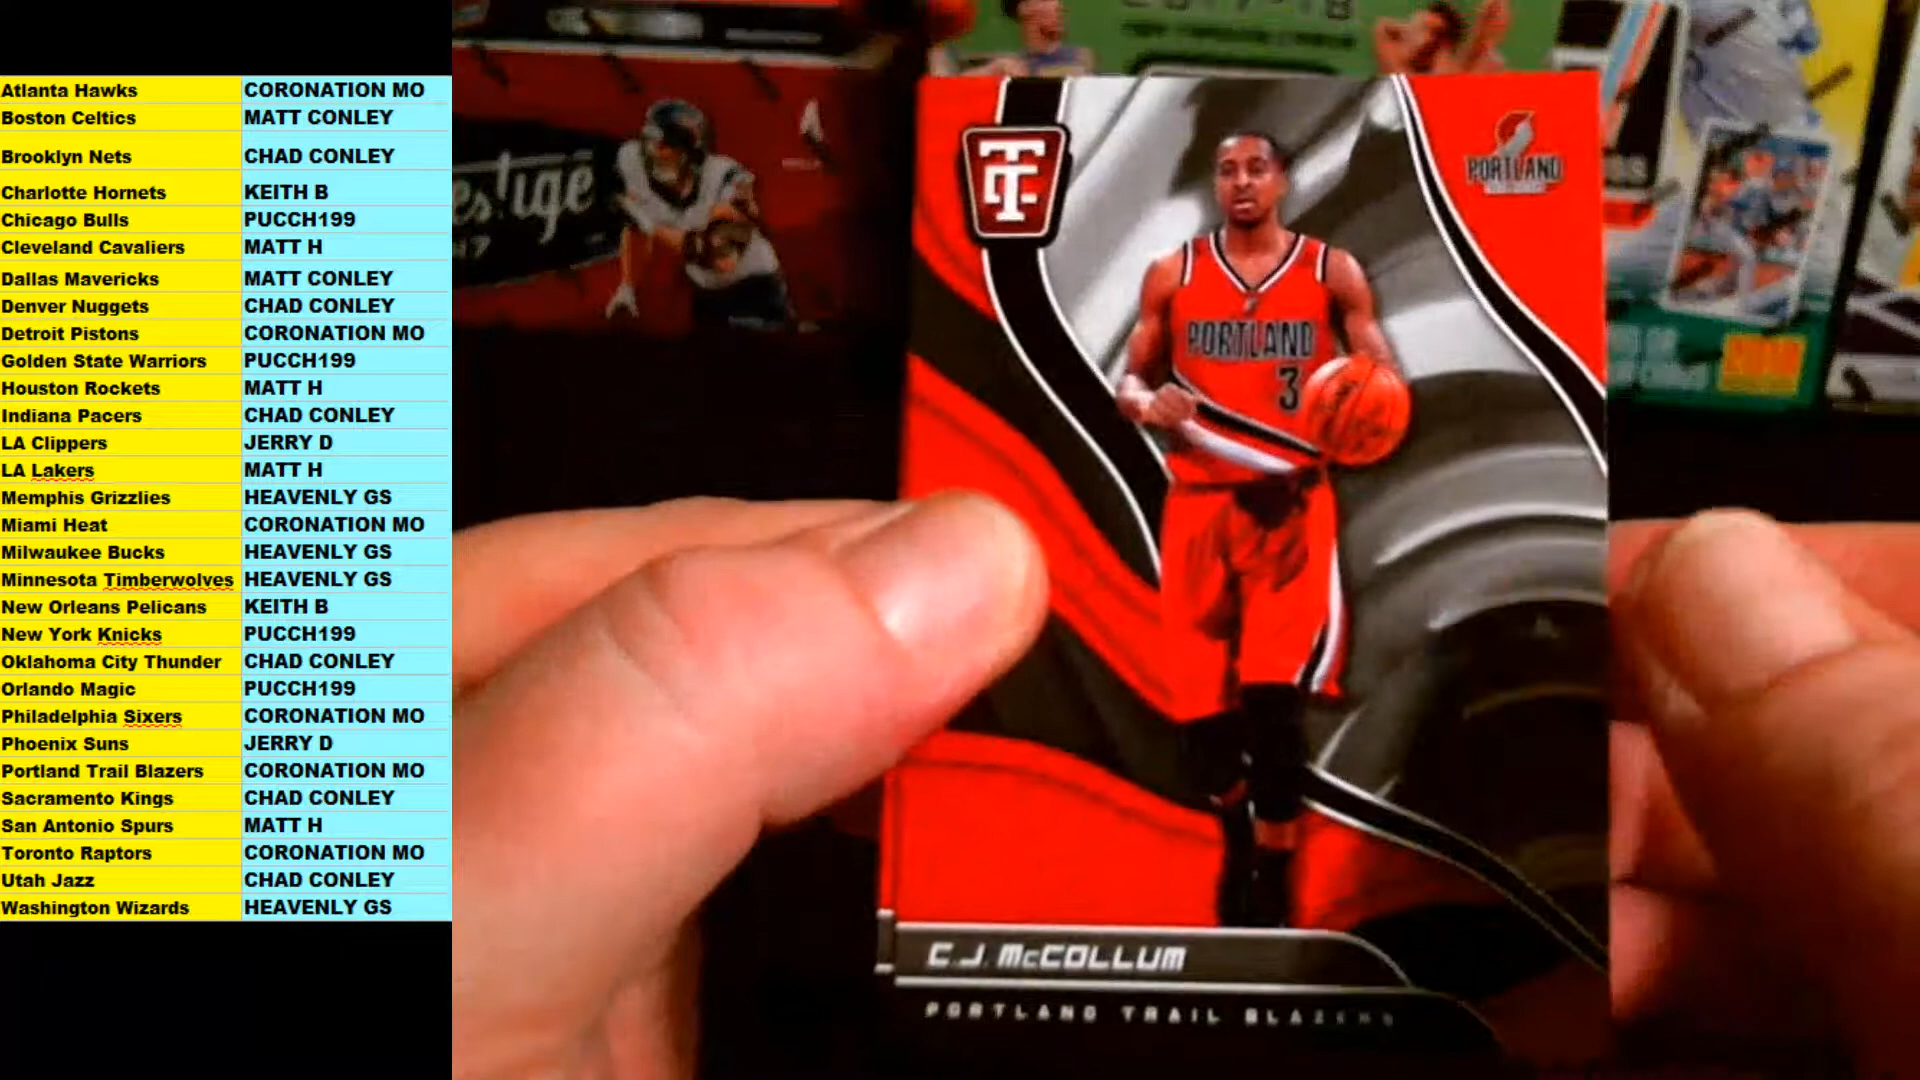 Atlanta Hawks CORONATION MO
Boston Celtics MATT CONLEY
Brooklyn Nets CHAD CONLEY
Charlotte Hornets KEITH B
Chicago Bulls PUCCH199
Cleveland Cavaliers MATT H
Dallas Mavericks MATT CONLEY
Denver Nuggets CHAD CONLEY
Detroit Pistons CORONATION MO
Golden State Warriors PUCCH199
Houston Rockets MATT H
Indiana Pacers CHAD CONLEY
LA Clippers JERRY D
LA Lakers MATT H
Memphis Grizzlies HEAVENLY GS
Miami Heat CORONATION MO
Milwaukee Bucks HEAVENLY GS
Minnesota Timberwolves HEAVENLY GS
New Orleans Pelicans KEITH B
New York Knicks PUCCH199
Oklahoma City Thunder CHAD CONLEY
Orlando Magic PUCCH199
Philadelphia Sixers CORONATION MO
Phoenix Suns JERRY D
Portland Trail Blazers CORONATION MO
Sacramento Kings CHAD CONLEY
San Antonio Spurs MATT H
Toronto Raptors CORONATION MO
Utah Jazz CHAD CONLEY
Washington Wizards HEAVENLY GS
PORTLAND
PORTLAND
3
C.J. McCOLLUM
PORTLAND TRAIL BLAZERS